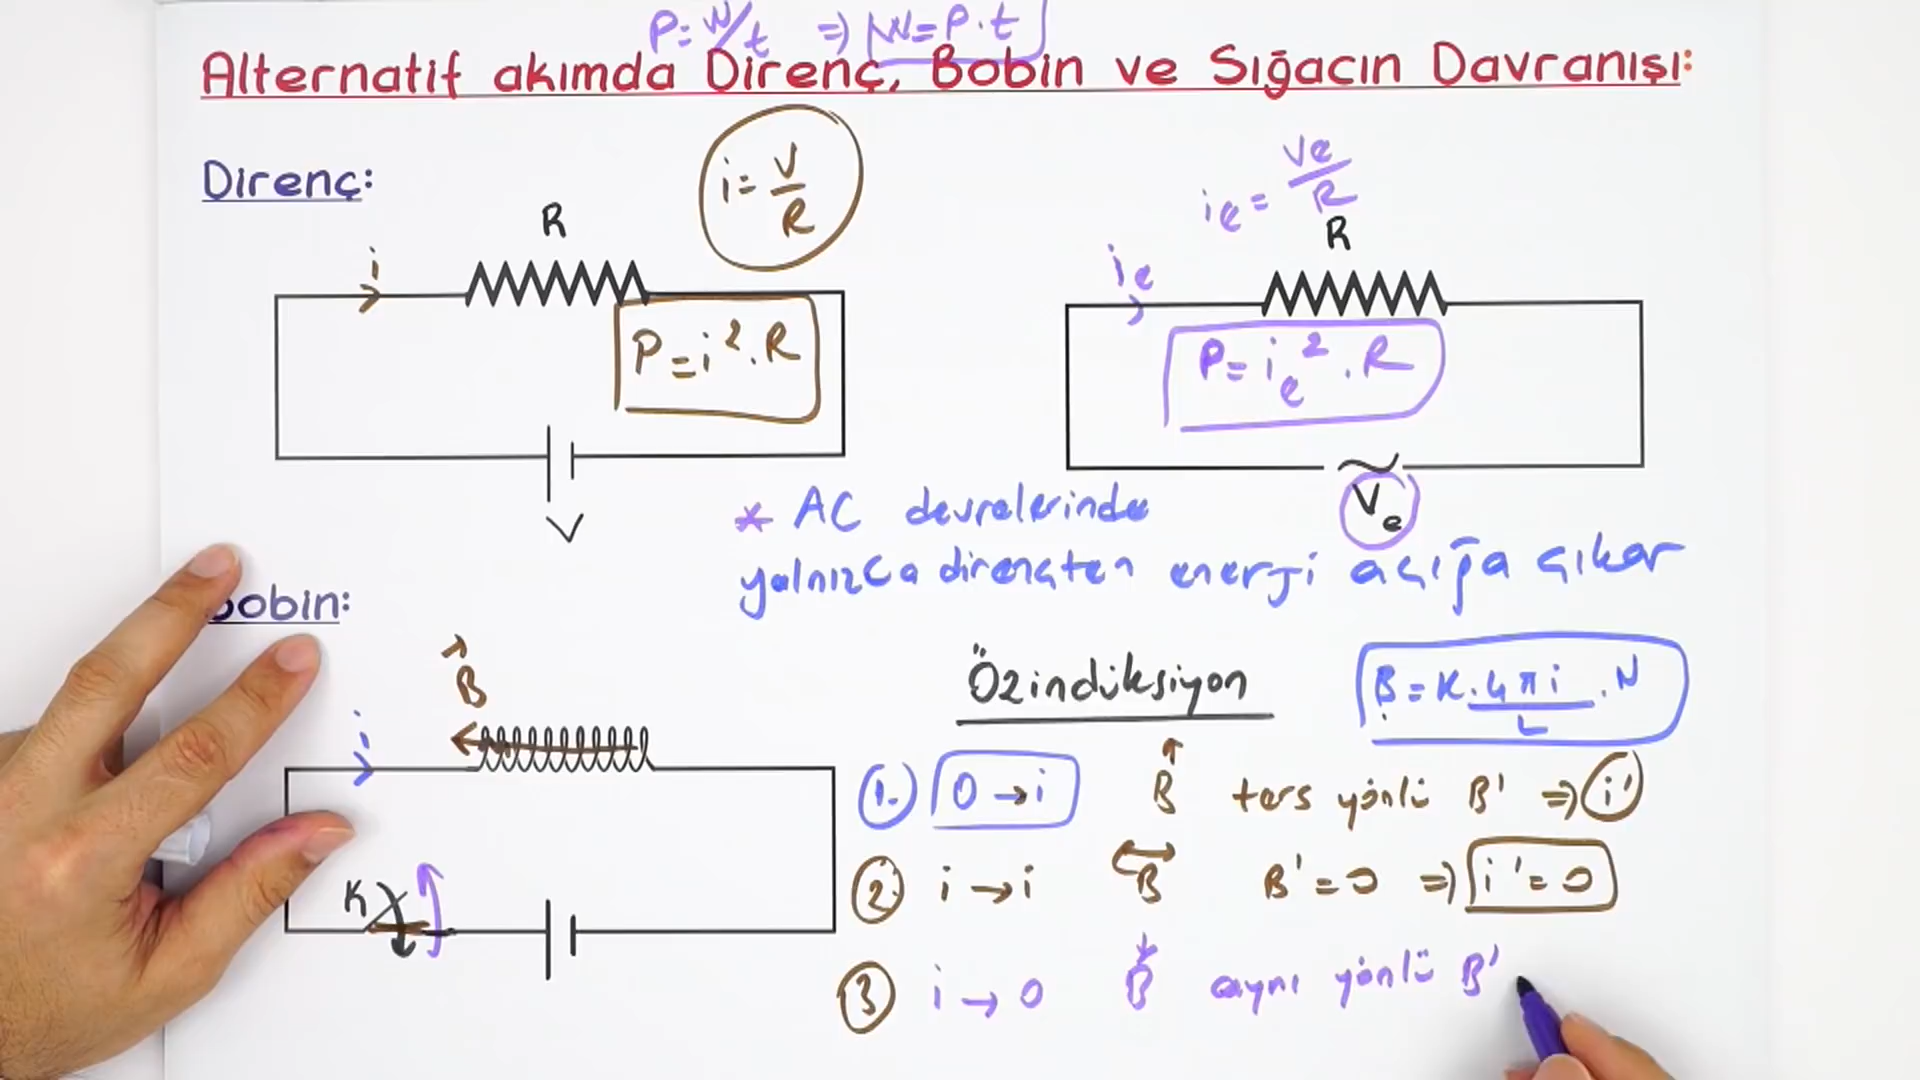 P=W/t ⇒ W=P.t
Alternatif akımda Direnç, Bobin ve Sığacın Davranışı:
Direnç:
i=V/R
R
i
P=i².R
V
ie=Ve/R
R
ie
P=ie².R
Ve
* AC devrelerinde
yalnızca dirençten enerji açığa çıkar
Bobin:
B
i
K
Özindüksiyon
B=K.4πi/L.N
1. 0→i B↑ ters yönlü B' ⇒ i'
2. i→i B↔ B'=0 ⇒ i'=0
3 i→0 B↓ aynı yönlü B'